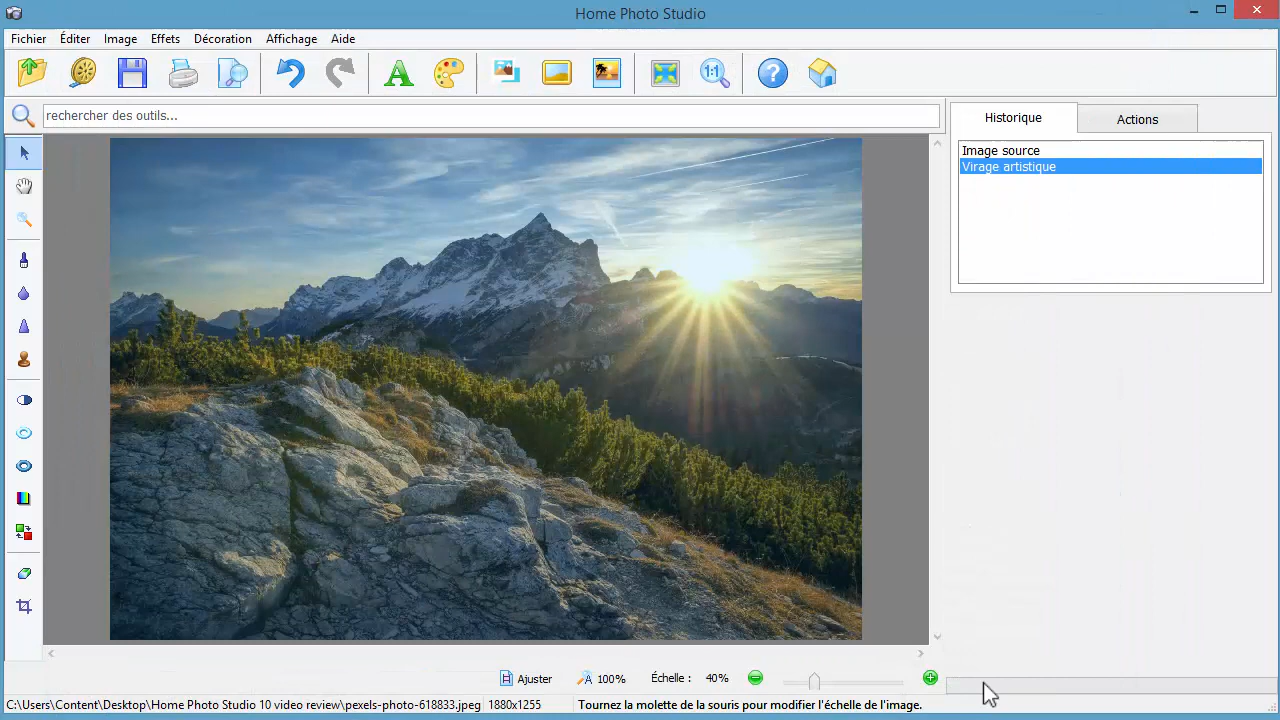 Home Photo Studio
Fichier Éditer Image Effets Décoration Affichage Aide
A 1:1 ?
rechercher des outils...
Historique Actions
Image source
Virage artistique
Ajuster 100% Échelle : 40%
C:\Users\Content\Desktop\Home Photo Studio 10 video review\pexels-photo-618833.jpeg 1880x1255 Tournez la molette de la souris pour modifier l'échelle de l'image.